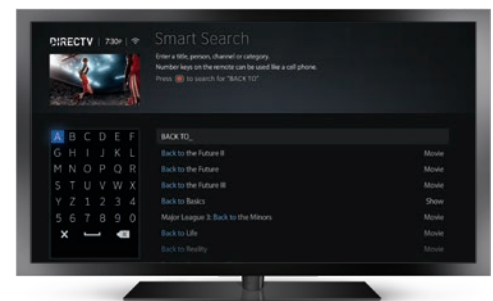 DIRECTV 7:30P
Smart Search
Enter a title, person, channel or category.
Number keys on the remote can be used like a cell phone.
Press to search for "BACK TO"
A B C D E F
G H I J K L
M N O P Q R
S T U V W X
Y Z 1 2 3 4
5 6 7 8 9 0
BACK TO_
Back to the Future II Movie
Back to the Future Movie
Back to the Future III Movie
Back to Basics Show
Major League 3: Back to the Minors Movie
Back to Life Movie
Back to Reality Movie